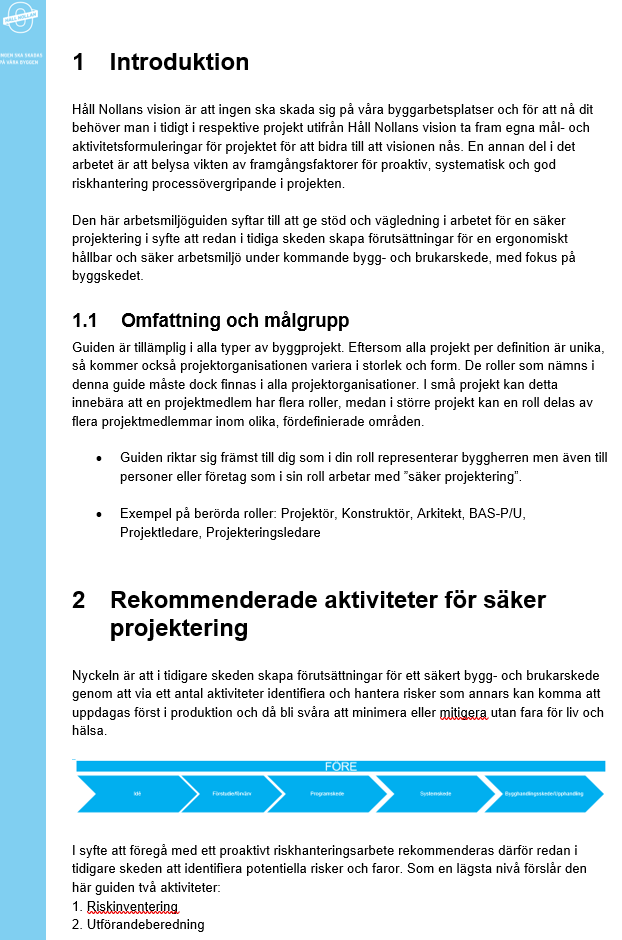 HÅLL NOLLAN
INGEN SKA SKADAS
PÅ VÅRA BYGGEN
1 Introduktion
Håll Nollans vision är att ingen ska skada sig på våra byggarbetsplatser och för att nå dit
behöver man i tidigt i respektive projekt utifrån Håll Nollans vision ta fram egna mål- och
aktivitetsformuleringar för projektet för att bidra till att visionen nås. En annan del i det
arbetet är att belysa vikten av framgångsfaktorer för proaktiv, systematisk och god
riskhantering processövergripande i projekten.
Den här arbetsmiljöguiden syftar till att ge stöd och vägledning i arbetet för en säker
projektering i syfte att redan i tidiga skeden skapa förutsättningar för en ergonomiskt
hållbar och säker arbetsmiljö under kommande bygg- och brukarskede, med fokus på
byggskedet.
1.1 Omfattning och målgrupp
Guiden är tillämplig i alla typer av byggprojekt. Eftersom alla projekt per definition är unika,
så kommer också projektorganisationen variera i storlek och form. De roller som nämns i
denna guide måste dock finnas i alla projektorganisationer. I små projekt kan detta
innebära att en projektmedlem har flera roller, medan i större projekt kan en roll delas av
flera projektmedlemmar inom olika, fördefinierade områden.
• Guiden riktar sig främst till dig som i din roll representerar byggherren men även till
personer eller företag som i sin roll arbetar med ”säker projektering”.
• Exempel på berörda roller: Projektör, Konstruktör, Arkitekt, BAS-P/U,
Projektledare, Projekteringsledare
2 Rekommenderade aktiviteter för säker
projektering
Nyckeln är att i tidigare skeden skapa förutsättningar för ett säkert bygg- och brukarskede
genom att via ett antal aktiviteter identifiera och hantera risker som annars kan komma att
uppdagas först i produktion och då bli svåra att minimera eller mitigera utan fara för liv och
hälsa.
FÖRE
Idé Förstudie/förvärv Programskede Systemskede Bygghandlingsskede/Upphandling
I syfte att föregå med ett proaktivt riskhanteringsarbete rekommenderas därför redan i
tidigare skeden att identifiera potentiella risker och faror. Som en lägsta nivå förslår den
här guiden två aktiviteter:
1. Riskinventering
2. Utförandeberedning